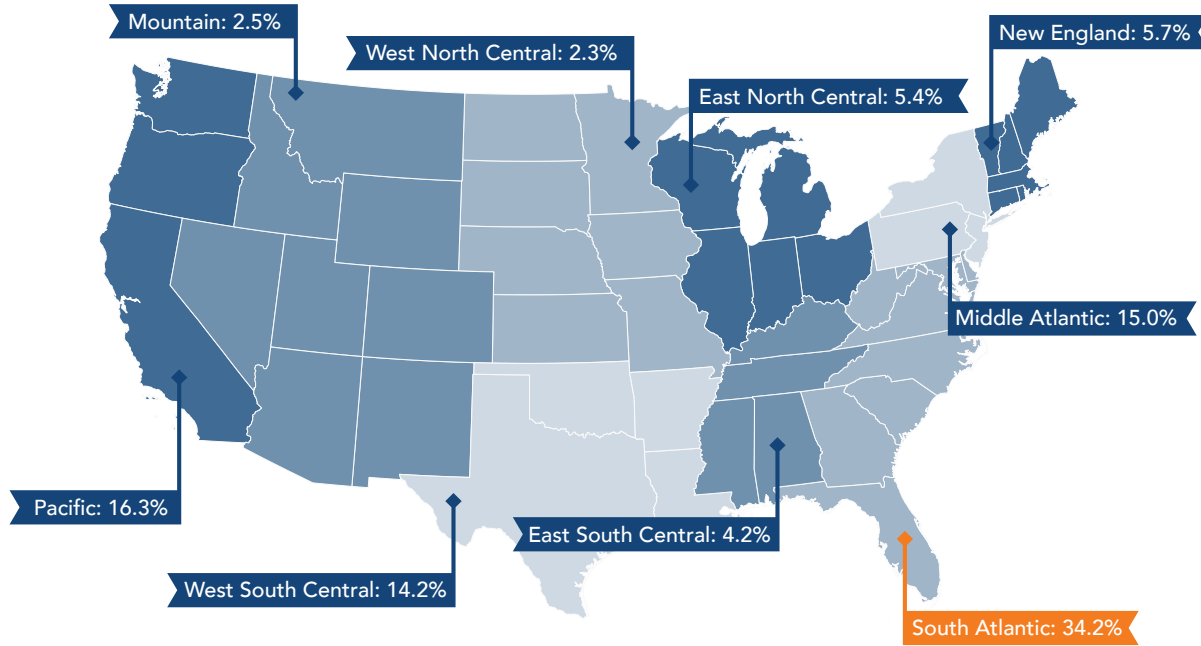 Mountain: 2.5%
New England: 5.7%
West North Central: 2.3%
East North Central: 5.4%
Middle Atlantic: 15.0%
Pacific: 16.3%
East South Central: 4.2%
West South Central: 14.2%
South Atlantic: 34.2%